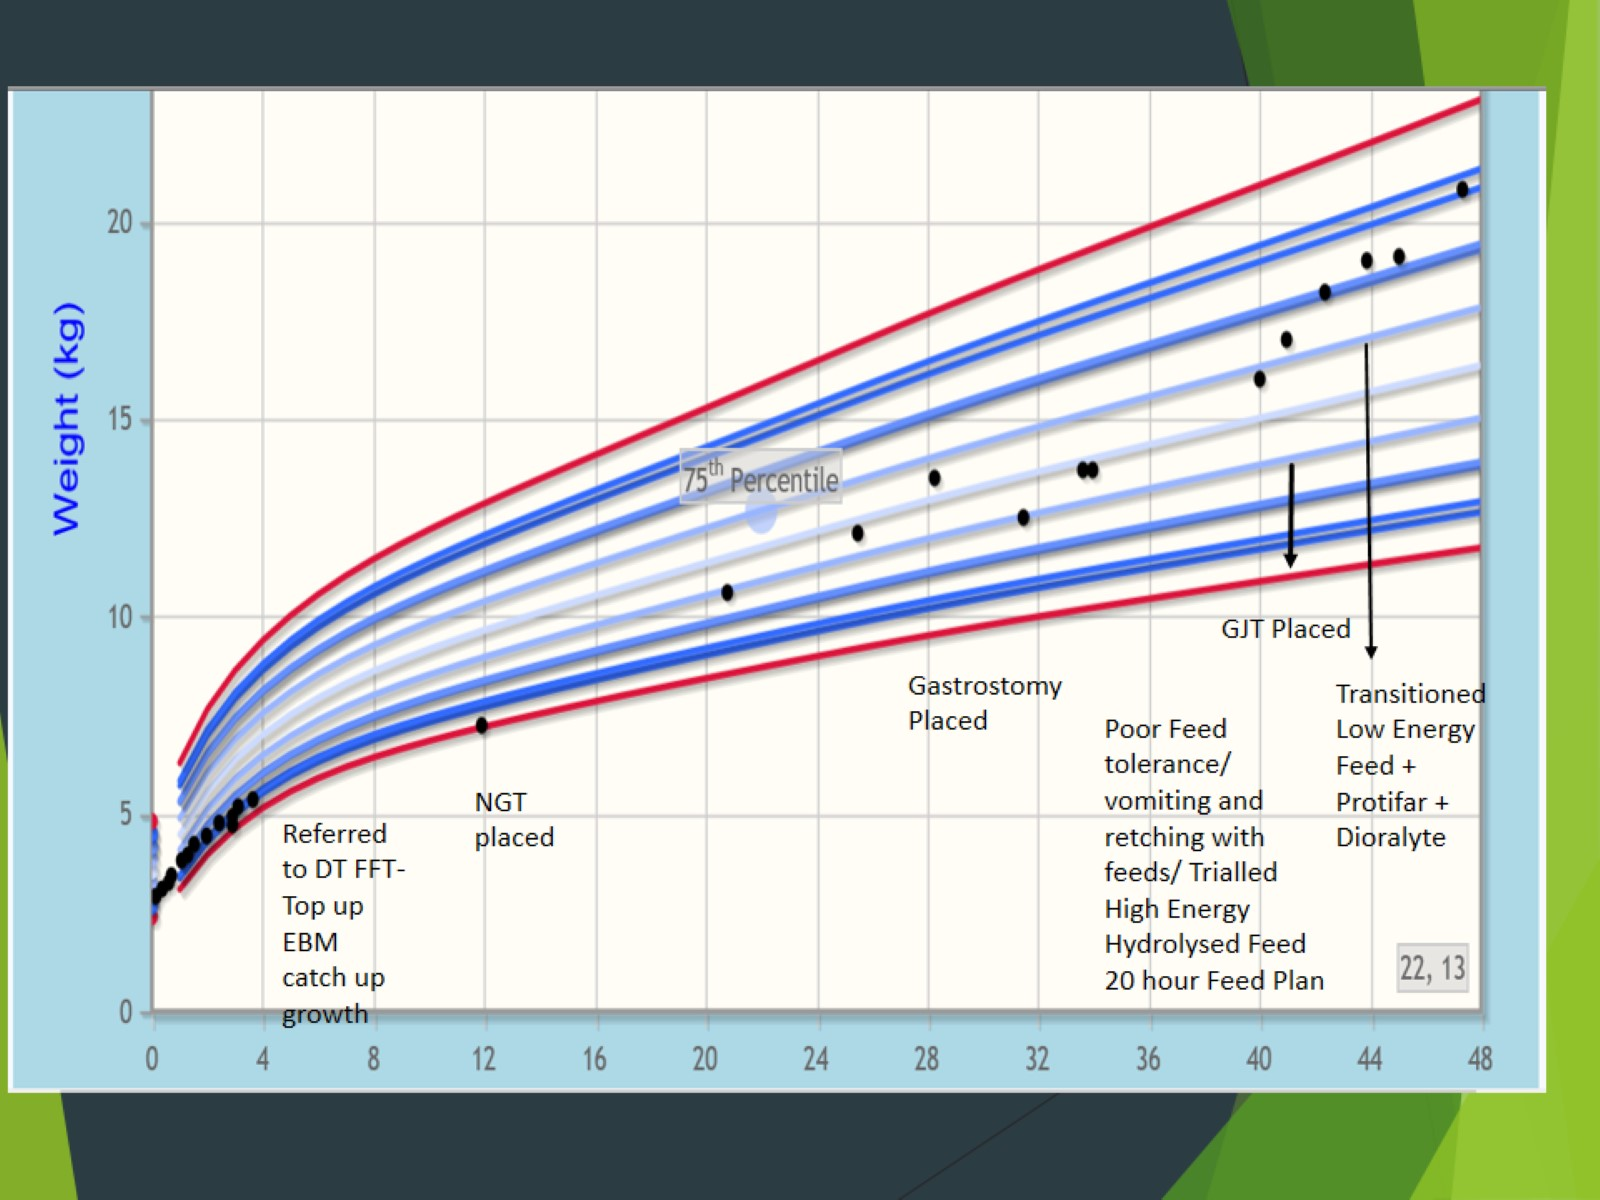 Weight (kg)
20
15
10
5
0
75th Percentile
GJT Placed
Gastrostomy
Placed
Transitioned
Low Energy
Feed +
Protifar +
Dioralyte
Poor Feed
tolerance/
vomiting and
retching with
feeds/ Trialled
High Energy
Hydrolysed Feed
20 hour Feed Plan
NGT
placed
Referred
to DT FFT-
Top up
EBM
catch up
growth
22, 13
0 4 8 12 16 20 24 28 32 36 40 44 48